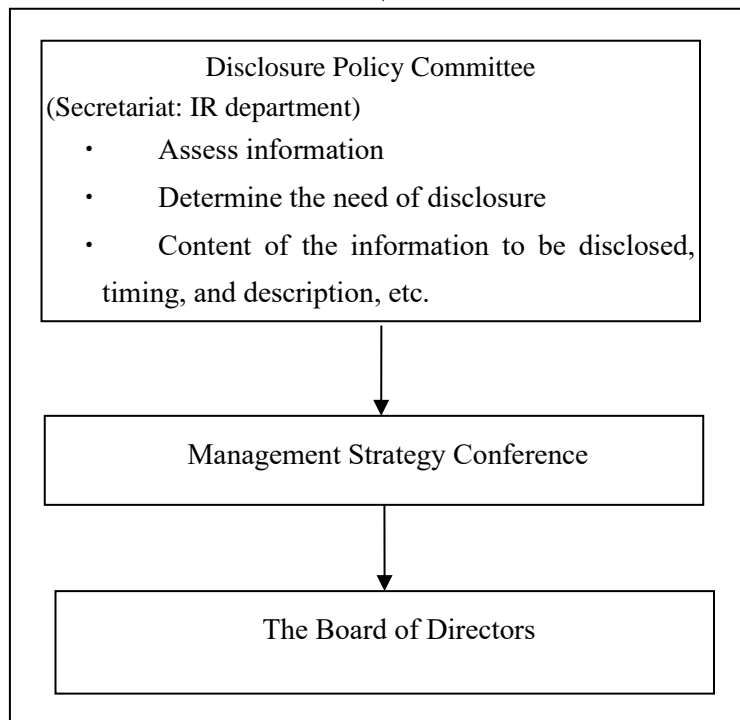 Disclosure Policy Committee
(Secretariat: IR department)
・ Assess information
・ Determine the need of disclosure
・ Content of the information to be disclosed,
timing, and description, etc.
Management Strategy Conference
The Board of Directors